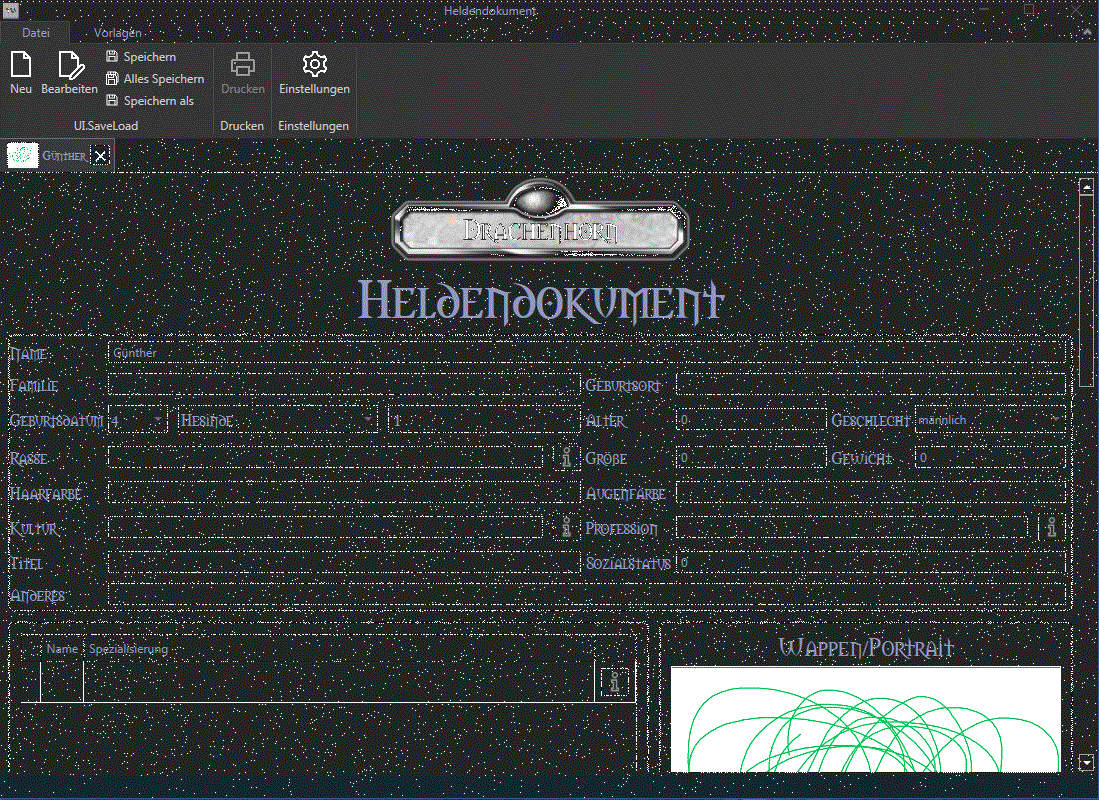 Heldendokument
Datei Vorlagen
Neu
Bearbeiten
Speichern
Alles Speichern
Speichern als
UI.SaveLoad
Drucken
Drucken
Einstellungen
Einstellungen
Günther
Drachenhorn
Heldendokument
Name Günther
Familie Geburtsort
Geburtsdatum 4 Hesinde 1 Alter 0 Geschlecht männlich
Rasse i Größe 0 Gewicht 0
Haarfarbe Augenfarbe
Kultur i Profession i
Titel Sozialstatus 0
Anderes
Name Spezialisierung
i
Wappen/Portrait